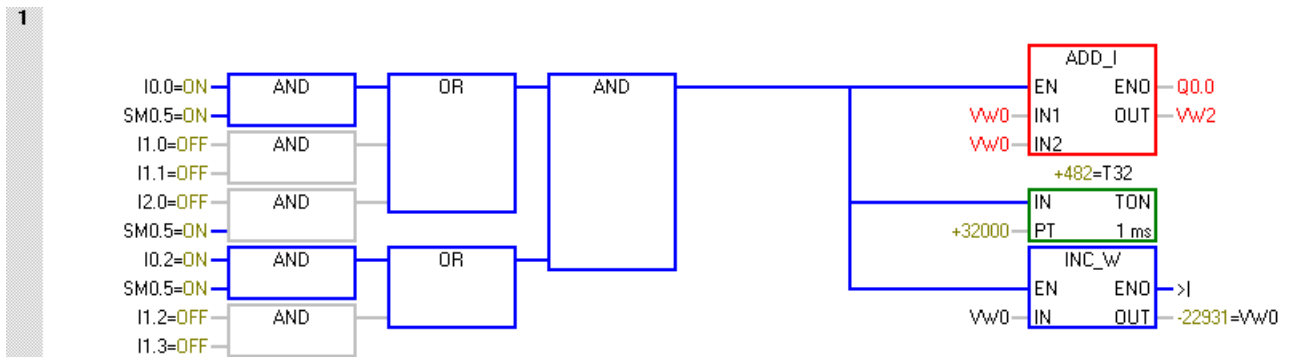 1
ADD_I
I0.0=ON AND OR AND EN ENO Q0.0
SM0.5=ON VW0 IN1 OUT VW2
I1.0=OFF AND VW0 IN2
I1.1=OFF +482=T32
I2.0=OFF AND IN TON
SM0.5=ON +32000 PT 1 ms
I0.2=ON AND OR INC_W
SM0.5=ON EN ENO >|
I1.2=OFF AND VW0 IN OUT -22931=VW0
I1.3=OFF